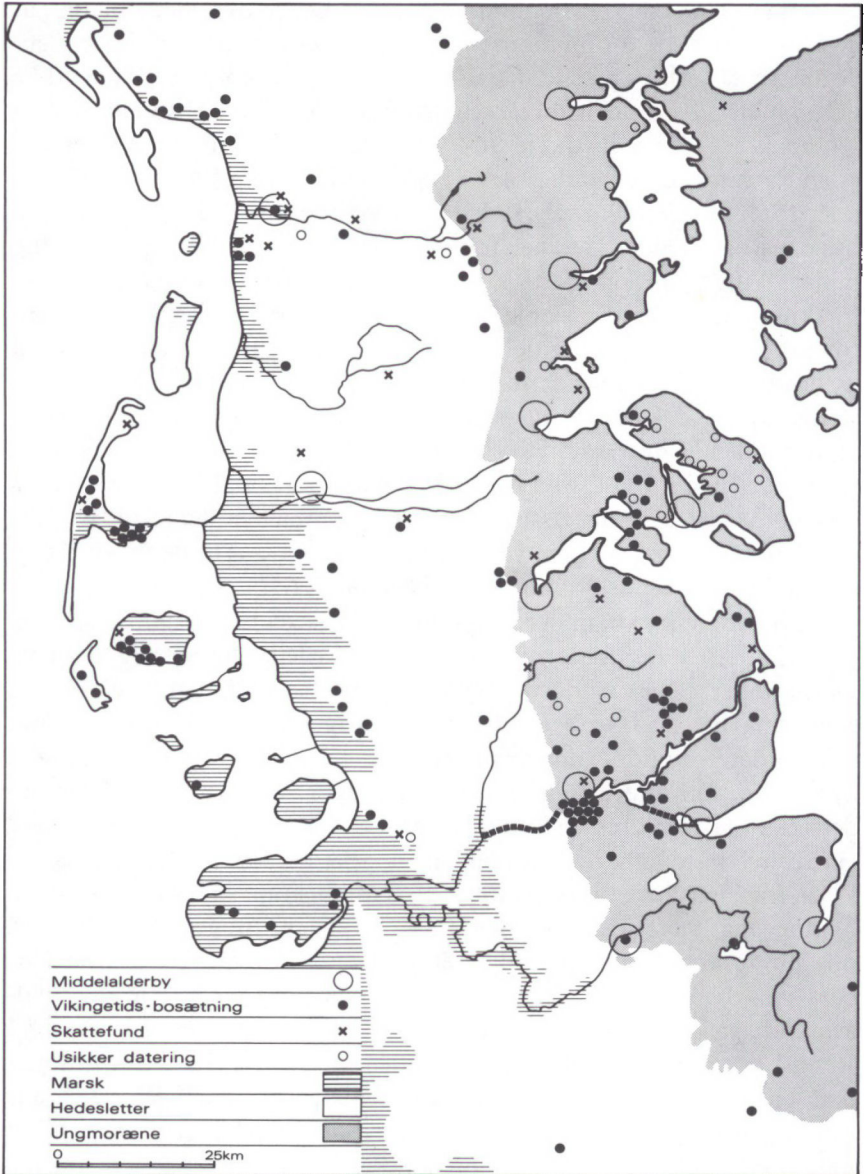 Middelalderby
Vikingetids-bosætning
Skattefund
Usikker datering
Marsk
Hedesletter
Ungmoræne
0 25km